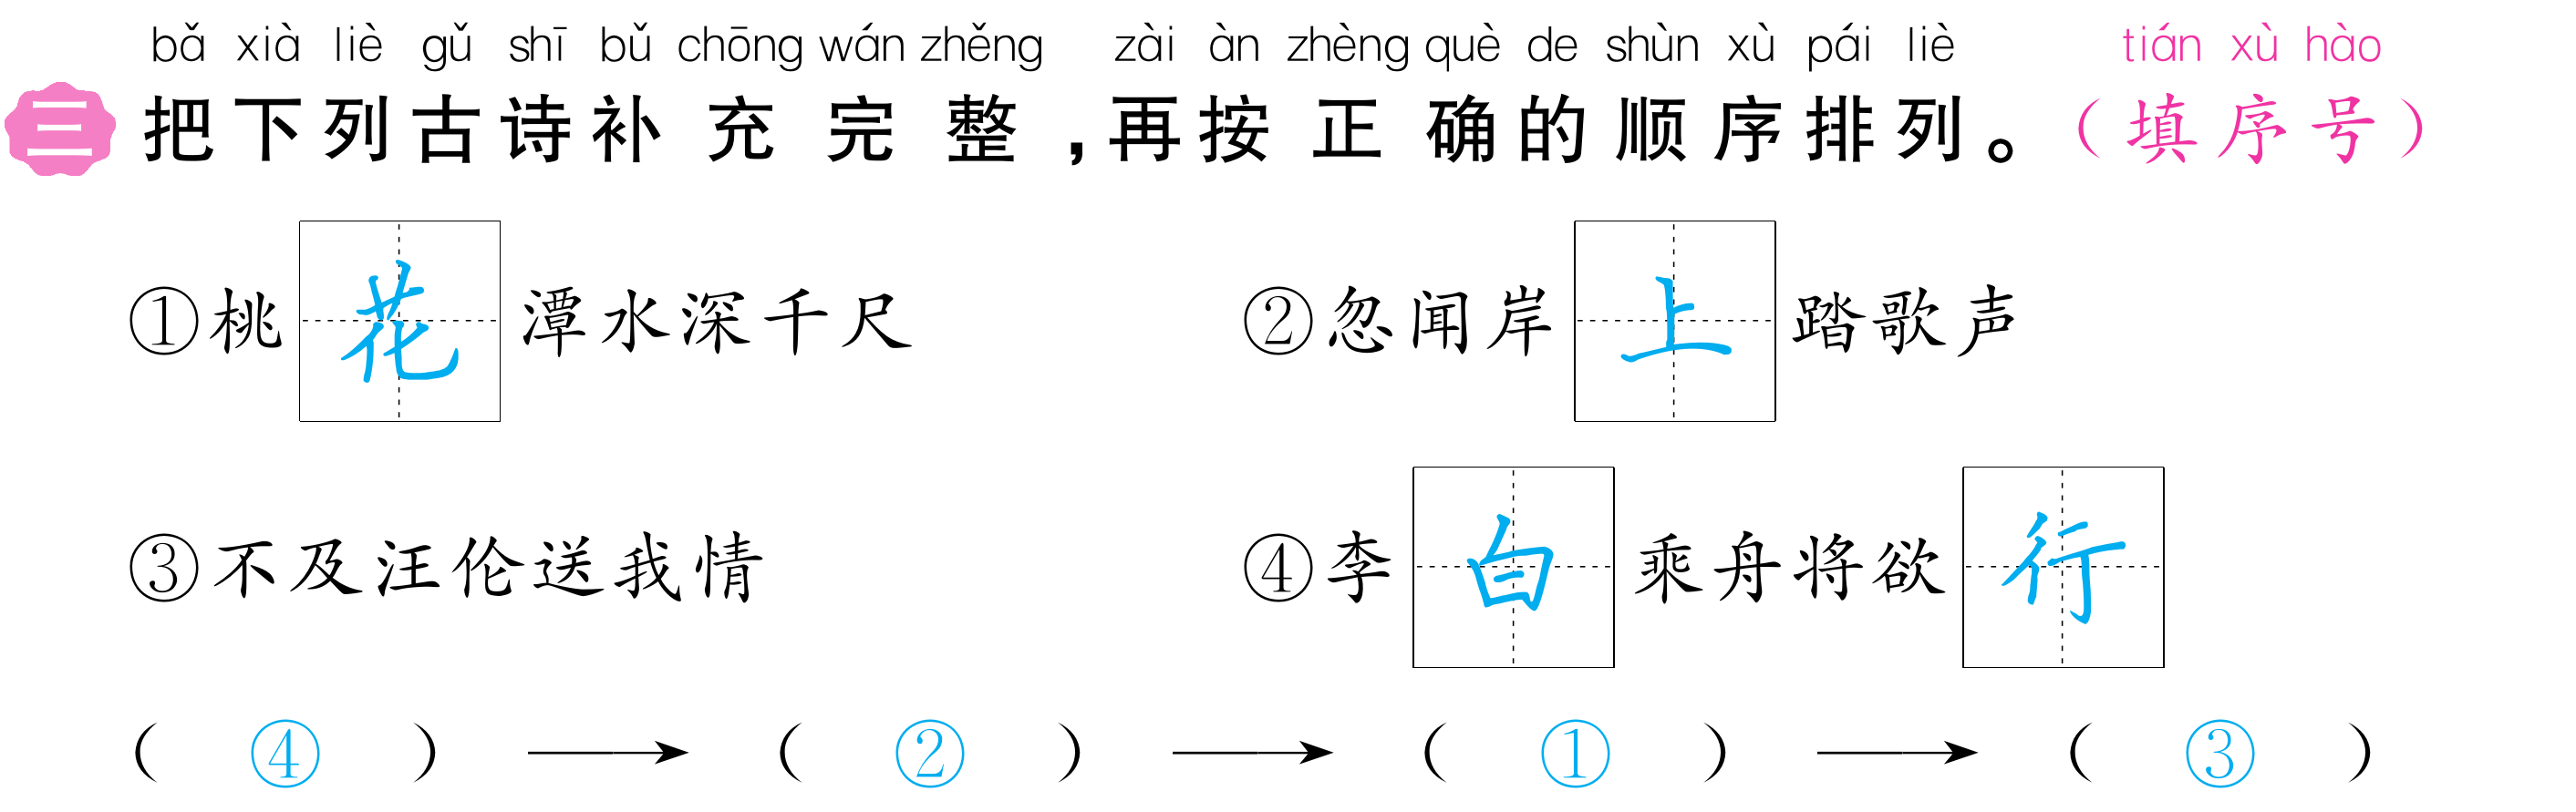 bǎ xià liè gǔ shī bǔ chōng wán zhěng zài àn zhèng què de shùn xù pái liè tián xù hào
三 把下列古诗补充完整,再按正确的顺序排列。(填序号)
①桃花潭水深千尺 ②忽闻岸上踏歌声
③不及汪伦送我情 ④李白乘舟将欲行
( ④ ) → ( ② ) → ( ① ) → ( ③ )